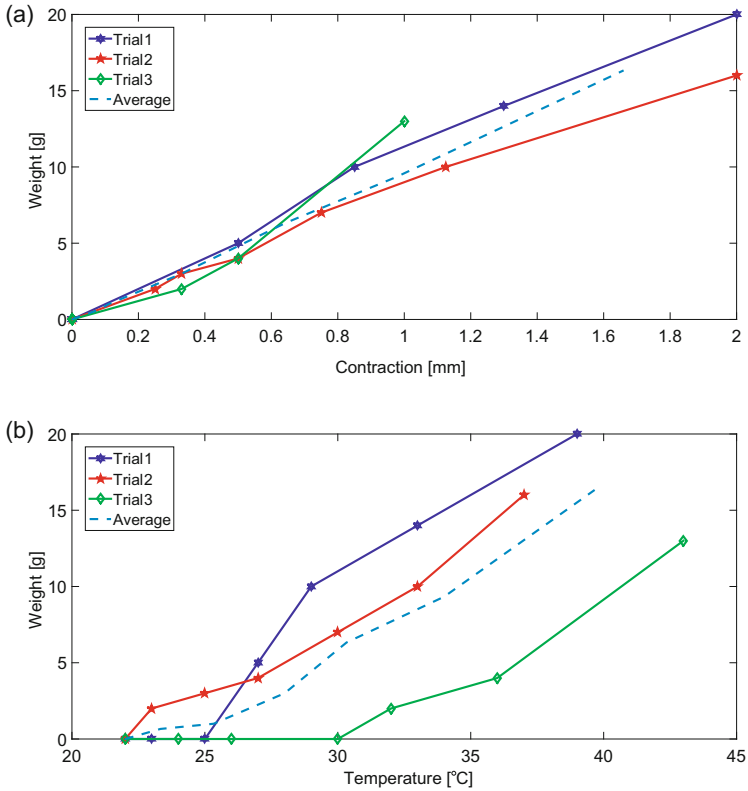 (a)
20
15
10
5
0
Weight [g]
Trial1
Trial2
Trial3
Average
0 0.2 0.4 0.6 0.8 1 1.2 1.4 1.6 1.8 2
Contraction [mm]
(b)
20
15
10
5
0
Weight [g]
Trial1
Trial2
Trial3
Average
20 25 30 35 40 45
Temperature [°C]